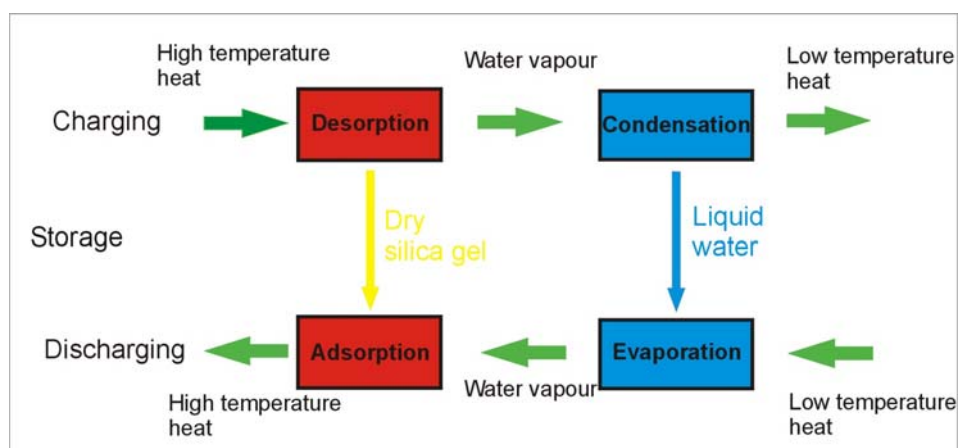 High temperature
heat
Water vapour
Low temperature
heat
Charging
Desorption
Condensation
Storage
Dry
silica gel
Liquid
water
Discharging
Adsorption
Evaporation
High temperature
heat
Water vapour
Low temperature
heat